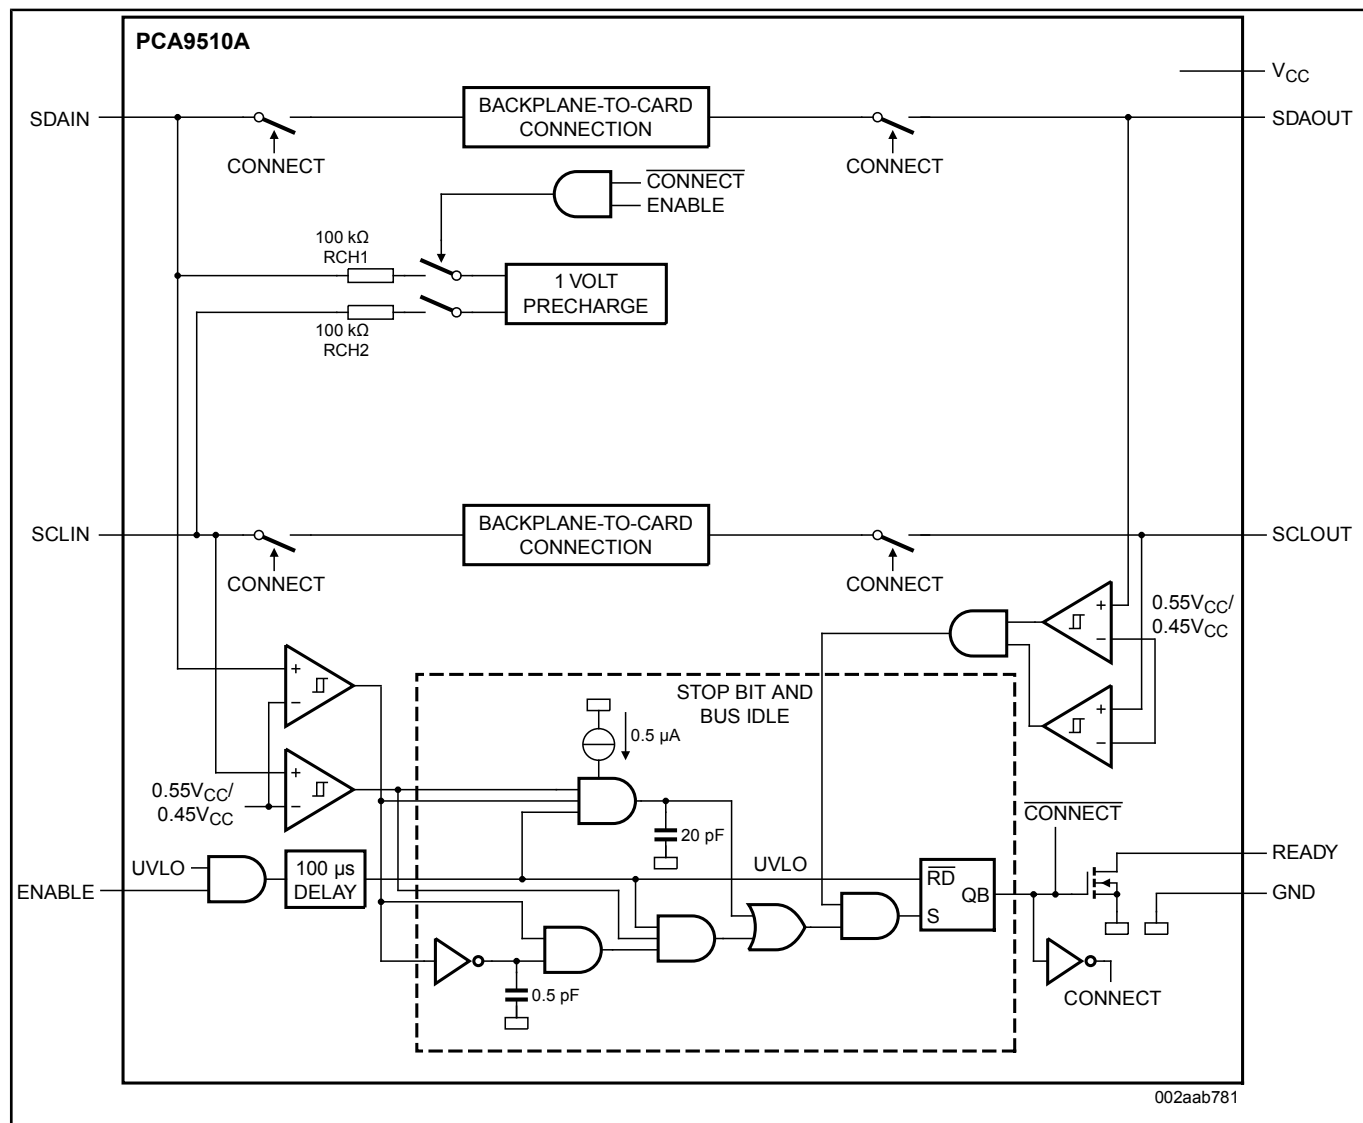 PCA9510A
VCC
SDAIN
BACKPLANE-TO-CARD
CONNECTION
SDAOUT
CONNECT
CONNECT
CONNECT
ENABLE
100 kΩ
RCH1
1 VOLT
PRECHARGE
100 kΩ
RCH2
SCLIN
BACKPLANE-TO-CARD
CONNECTION
SCLOUT
CONNECT
CONNECT
0.55VCC/
0.45VCC
STOP BIT AND
BUS IDLE
0.5 µA
0.55VCC/
0.45VCC
CONNECT
20 pF
UVLO
UVLO
READY
100 µs
DELAY
ENABLE
RD
QB
S
GND
0.5 pF
CONNECT
002aab781